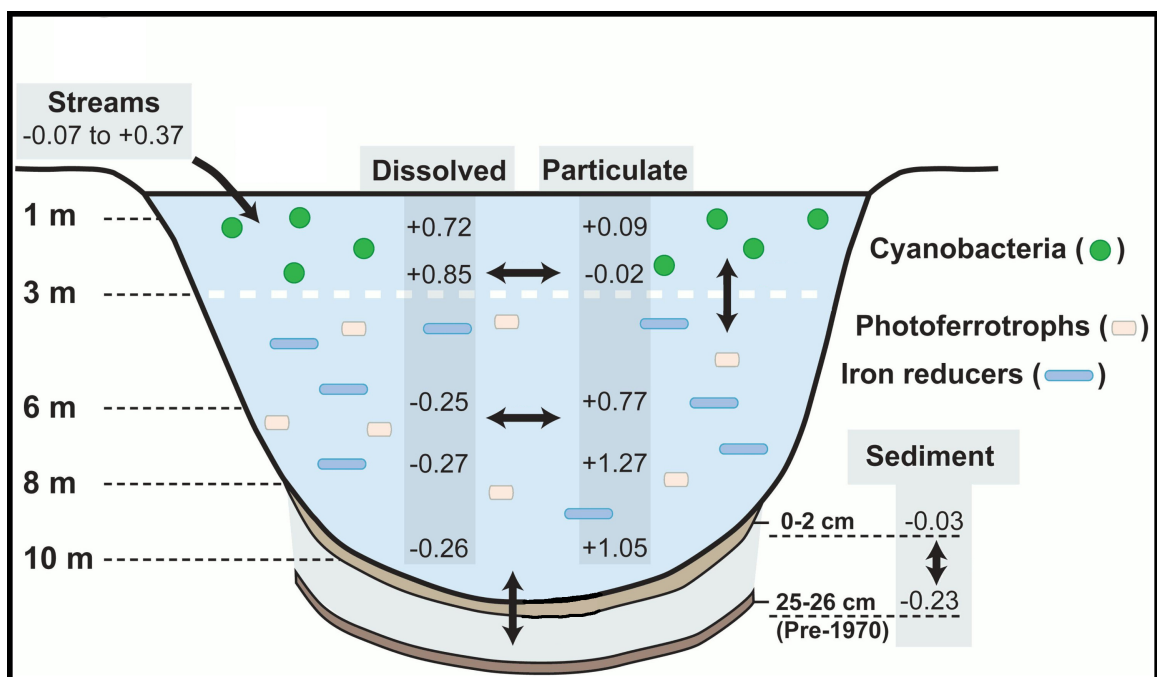 Streams
-0.07 to +0.37
Dissolved
Particulate
1 m
+0.72
+0.09
Cyanobacteria ( )
+0.85
-0.02
3 m
Photoferrotrophs ( )
Iron reducers ( )
6 m
-0.25
+0.77
Sediment
8 m
-0.27
+1.27
0-2 cm
-0.03
10 m
-0.26
+1.05
25-26 cm
(Pre-1970)
-0.23